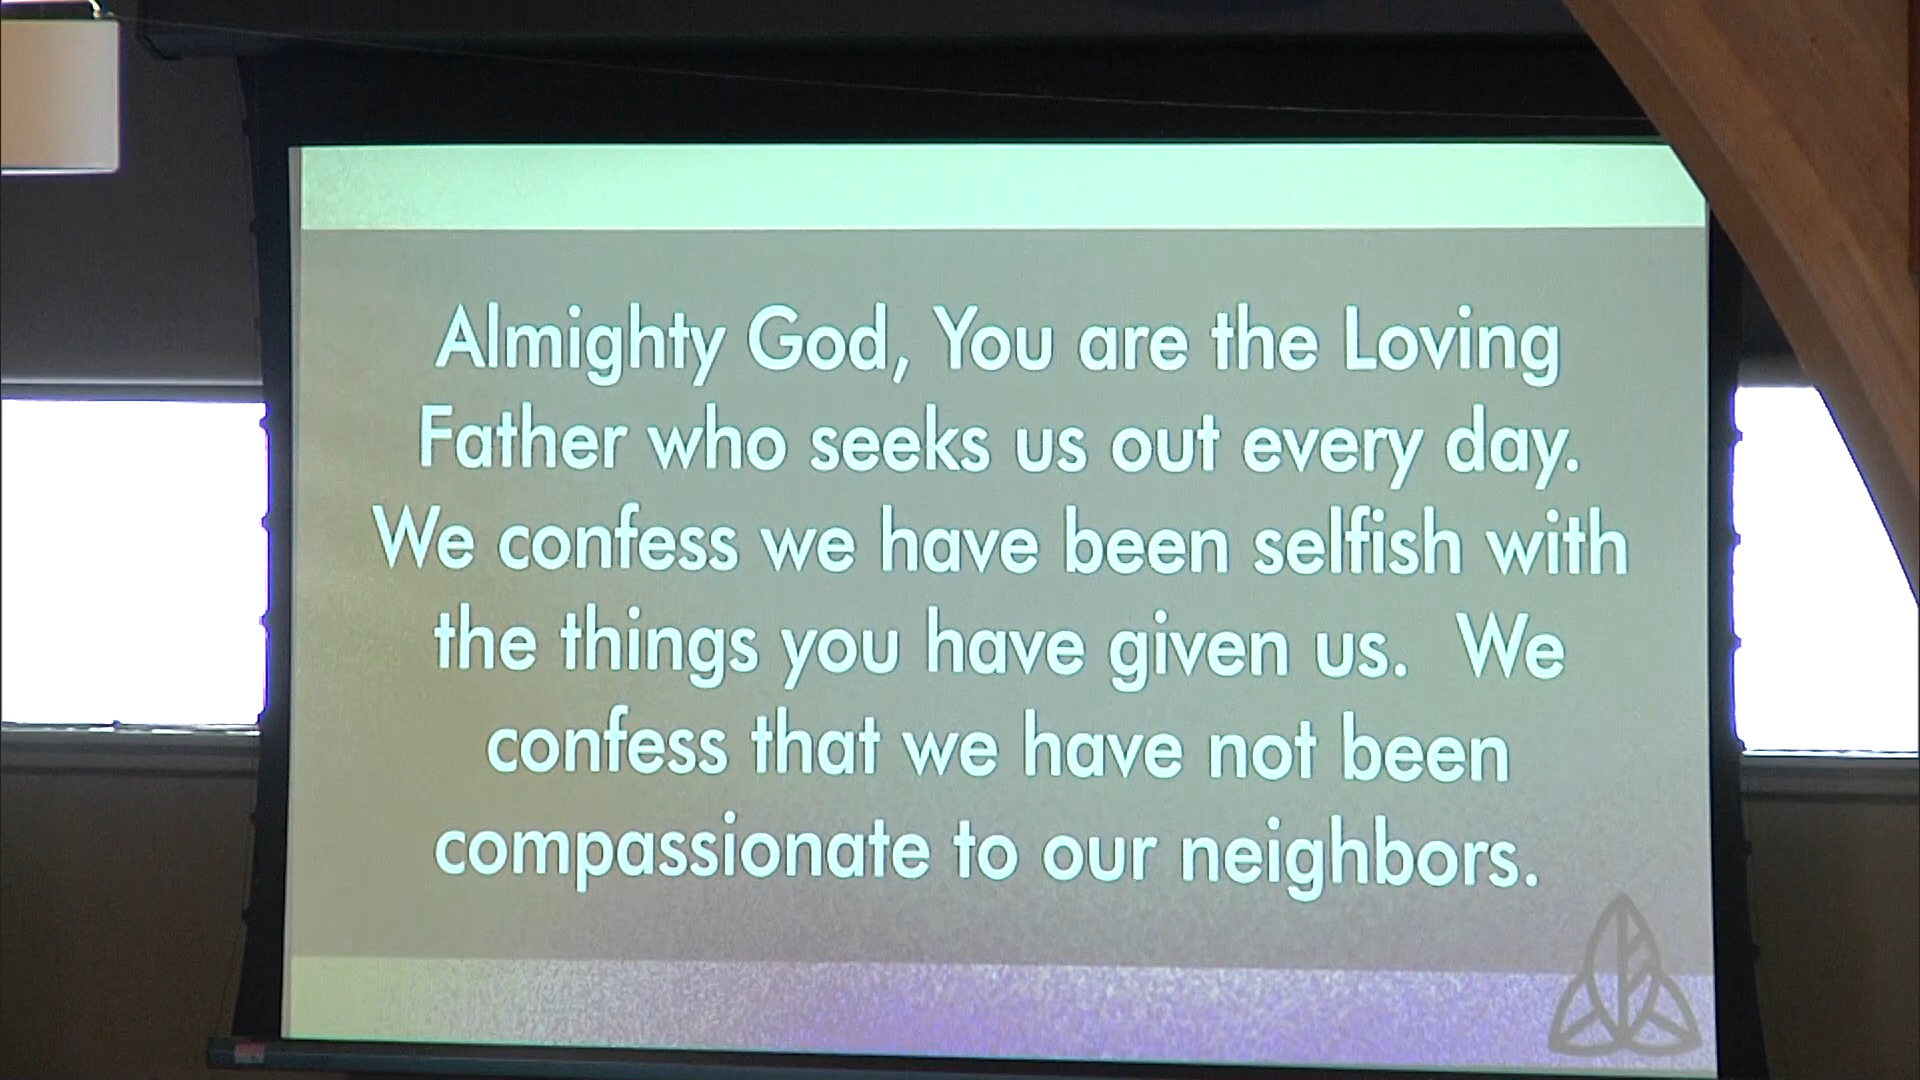 Almighty God, You are the Loving
Father who seeks us out every day.
We confess we have been selfish with
the things you have given us.  We
confess that we have not been
compassionate to our neighbors.